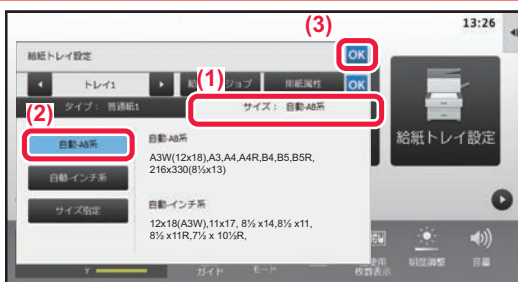 13:26
(3)
給紙トレイ設定
OK
トレイ1
ジョブ
用紙属性
OK
(1)
タイプ: 普通紙1
サイズ: 自動-AB系
(2)
自動-AB系
自動-AB系
A3W(12x18),A3,A4,A4R,B4,B5,B5R,
216x330(8½x13)
自動-インチ系
自動-インチ系
12x18(A3W),11x17, 8½ x14,8½ x11,
8½ x11R,7½ x 10½R,
サイズ指定
給紙トレイ設定
Y
ガイド
モード
使用
枚数表示
明度調整
音量